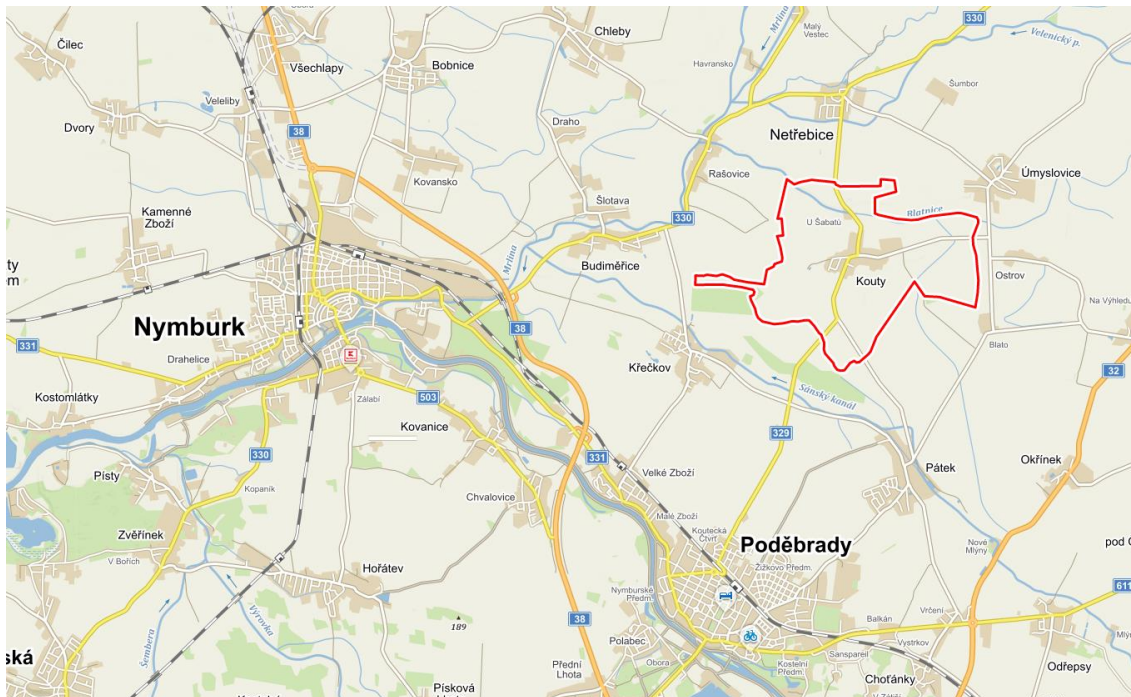 Chleby
330
Malý
Vestec
Velenický p.
Čilec
Všechlapy
Bobnice
Mrlina
Havransko
Veleliby
Šumbor
Dvory
38
Draho
Netřebice
Kovansko
Rašovice
Úmyslovice
Kamenné
Zboží
Šlotava
330
U Šabatů
Blatnice
Mrlina
Budiměřice
Kouty
Ostrov
Na Výhledu
Nymburk
38
331
Drahelice
Křečkov
Blato
32
Kostomlátky
Zálabí
503
Sánský kanál
Kovanice
329
330
331
Písty
Kopaník
Velké Zboží
Pátek
Okřínek
Chvalovice
Malé Zboží
Zvěřínek
Koutecká
Čtvrť
Poděbrady
Nové
Mlýny
V Bořích
Žižkovo Předm.
Hořátev
Nymburské
Předm.
611
Výrovka
Šembera
189
38
Polabec
Balkán
Vrčení
Vystrkov
Přední
Lhota
Obora
Kostelní
Předm.
Sanspareil
Choťánky
Odřepsy
Písková